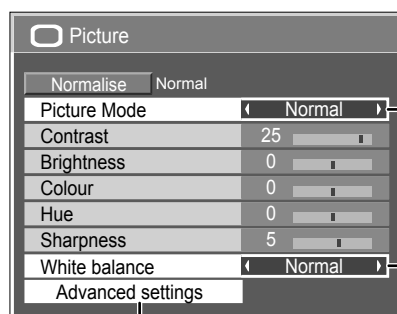 Picture
Normalise Normal
Picture Mode Normal
Contrast 25
Brightness 0
Colour 0
Hue 0
Sharpness 5
White balance Normal
Advanced settings